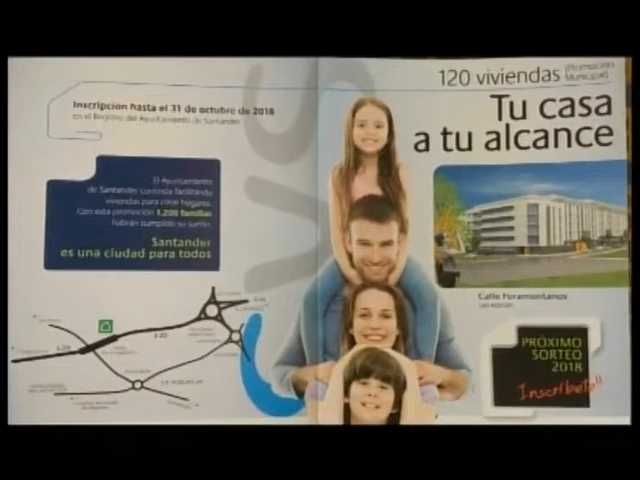 Inscripción hasta el 31 de octubre de 2018
en el Registro del Ayuntamiento de Santander
El Ayuntamiento
de Santander continúa facilitando
viviendas para crear hogares.
Con esta promoción 1.200 familias
habrán cumplido su sueño.
Santander
es una ciudad para todos
120 viviendas (Promoción
Municipal)
Tu casa
a tu alcance
Calle Foramontanos
PRÓXIMO
SORTEO
2018
Inscríbete!!